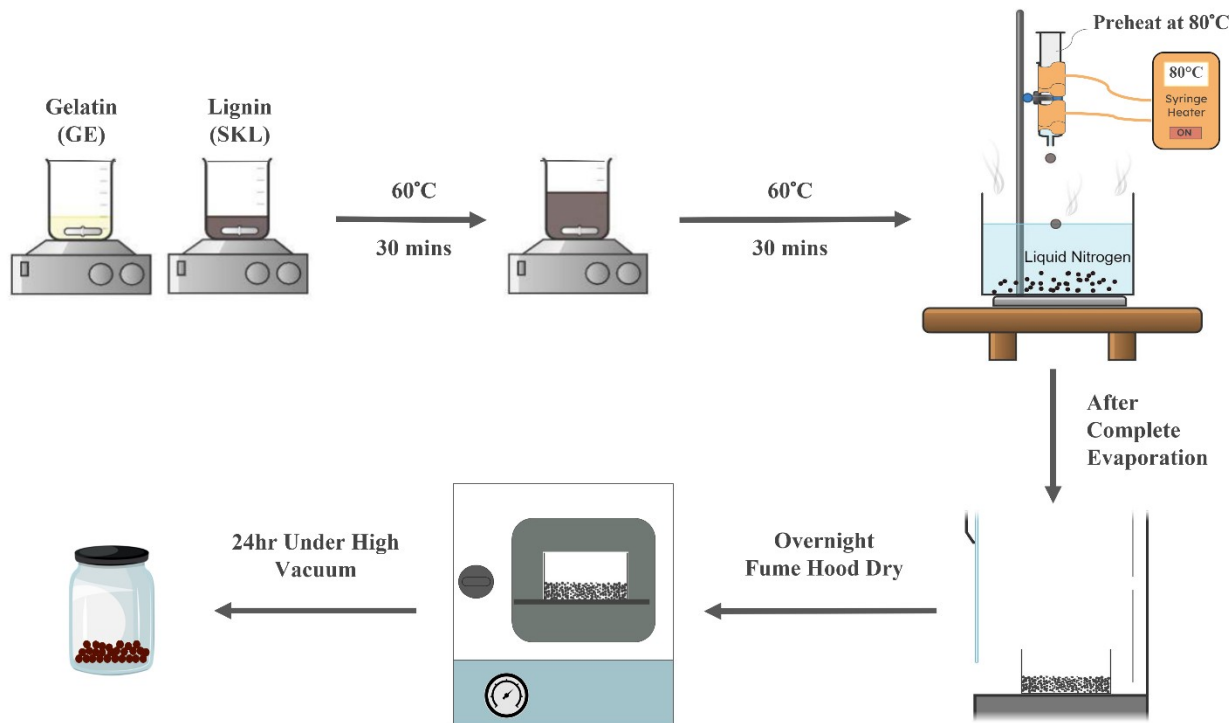 Gelatin
(GE)
Lignin
(SKL)
60°C
30 mins
60°C
30 mins
Preheat at 80°C
80°C
Syringe
Heater
ON
Liquid Nitrogen
After
Complete
Evaporation
Overnight
Fume Hood Dry
24hr Under High
Vacuum